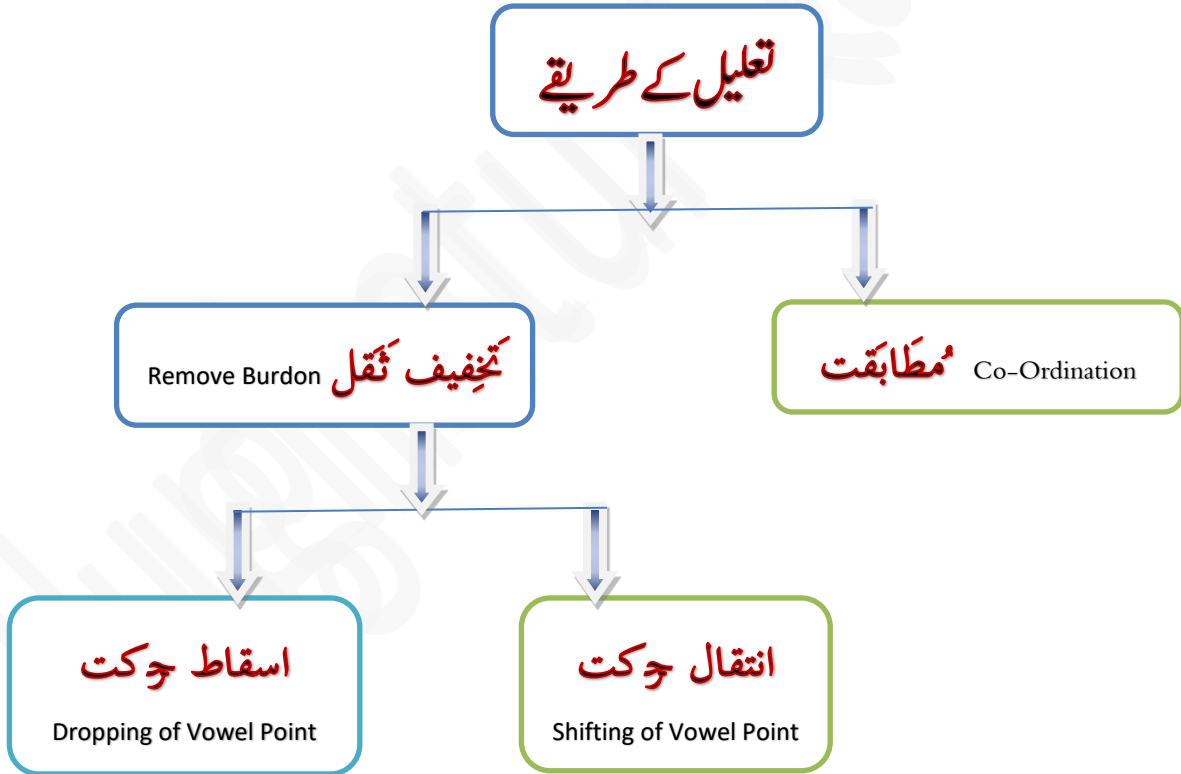 تعلیل کے طریقے
مُطَابَقت Co-Ordination
تَخفِیف ثَقل Remove Burdon
انتقال حرکت
Shifting of Vowel Point
اسقاط حرکت
Dropping of Vowel Point